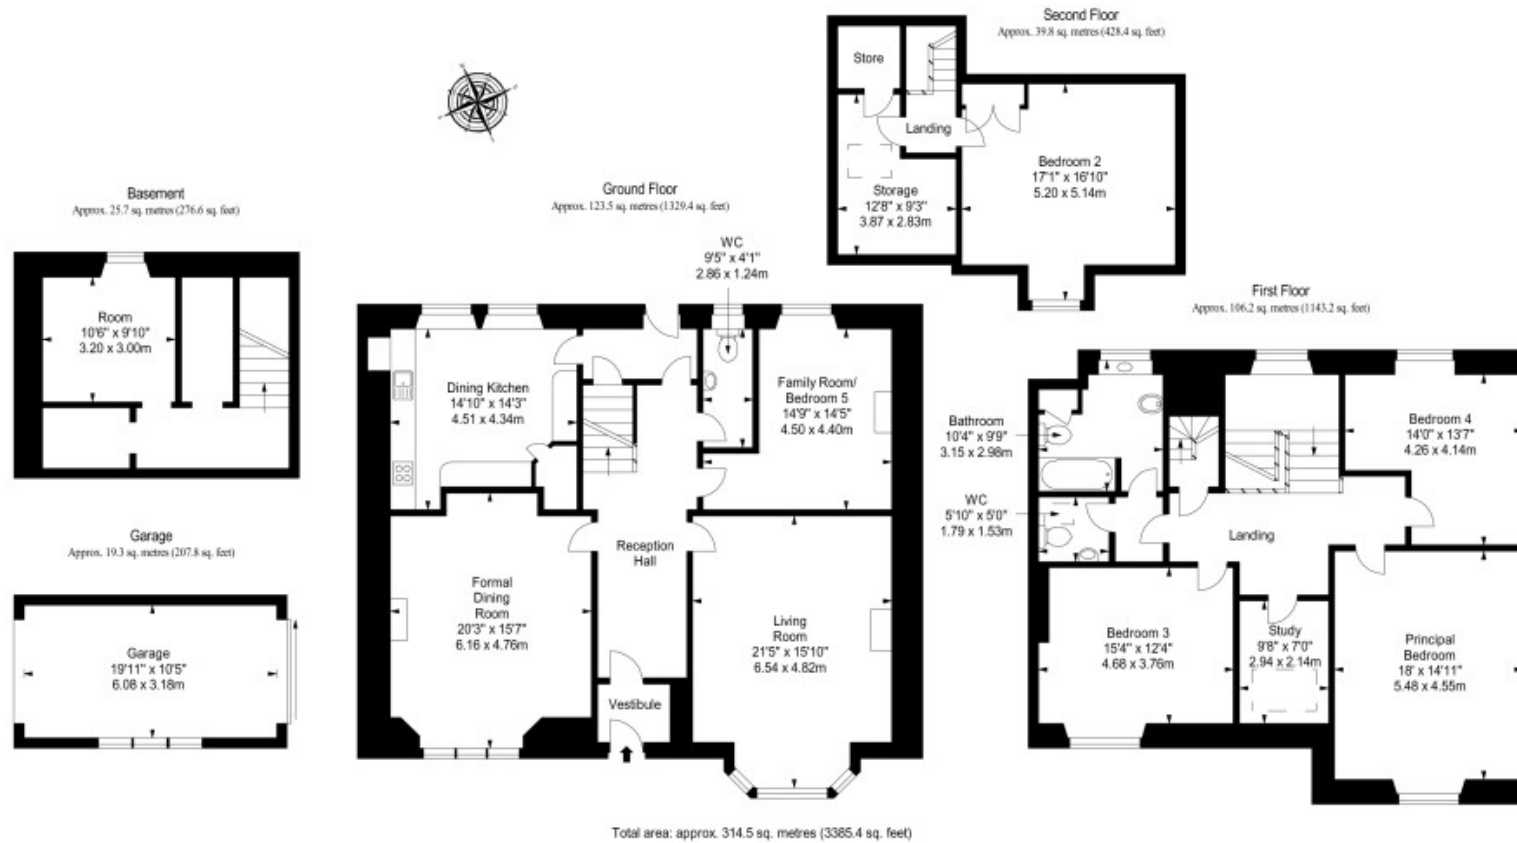 Second Floor
Approx. 39.8 sq. metres (428.4 sq. feet)
Store
Landing
Bedroom 2
17'1" x 16'10"
5.20 x 5.14m
Storage
12'8" x 9'3"
3.87 x 2.83m
Basement
Approx. 25.7 sq. metres (276.6 sq. feet)
Room
10'6" x 9'10"
3.20 x 3.00m
Ground Floor
Approx. 123.5 sq. metres (1329.4 sq. feet)
WC
9'5" x 4'1"
2.86 x 1.24m
Dining Kitchen
14'10" x 14'3"
4.51 x 4.34m
Family Room/
Bedroom 5
14'9" x 14'5"
4.50 x 4.40m
Reception
Hall
Formal
Dining
Room
20'3" x 15'7"
6.16 x 4.76m
Living
Room
21'5" x 15'10"
6.54 x 4.82m
Vestibule
First Floor
Approx. 106.2 sq. metres (1143.2 sq. feet)
Bathroom
10'4" x 9'9"
3.15 x 2.98m
Bedroom 4
14'0" x 13'7"
4.26 x 4.14m
WC
5'10" x 5'0"
1.79 x 1.53m
Landing
Bedroom 3
15'4" x 12'4"
4.68 x 3.76m
Study
9'8" x 7'0"
2.94 x 2.14m
Principal
Bedroom
18' x 14'11"
5.48 x 4.55m
Garage
Approx. 19.3 sq. metres (207.8 sq. feet)
Garage
19'11" x 10'5"
6.08 x 3.18m
Total area: approx. 314.5 sq. metres (3385.4 sq. feet)